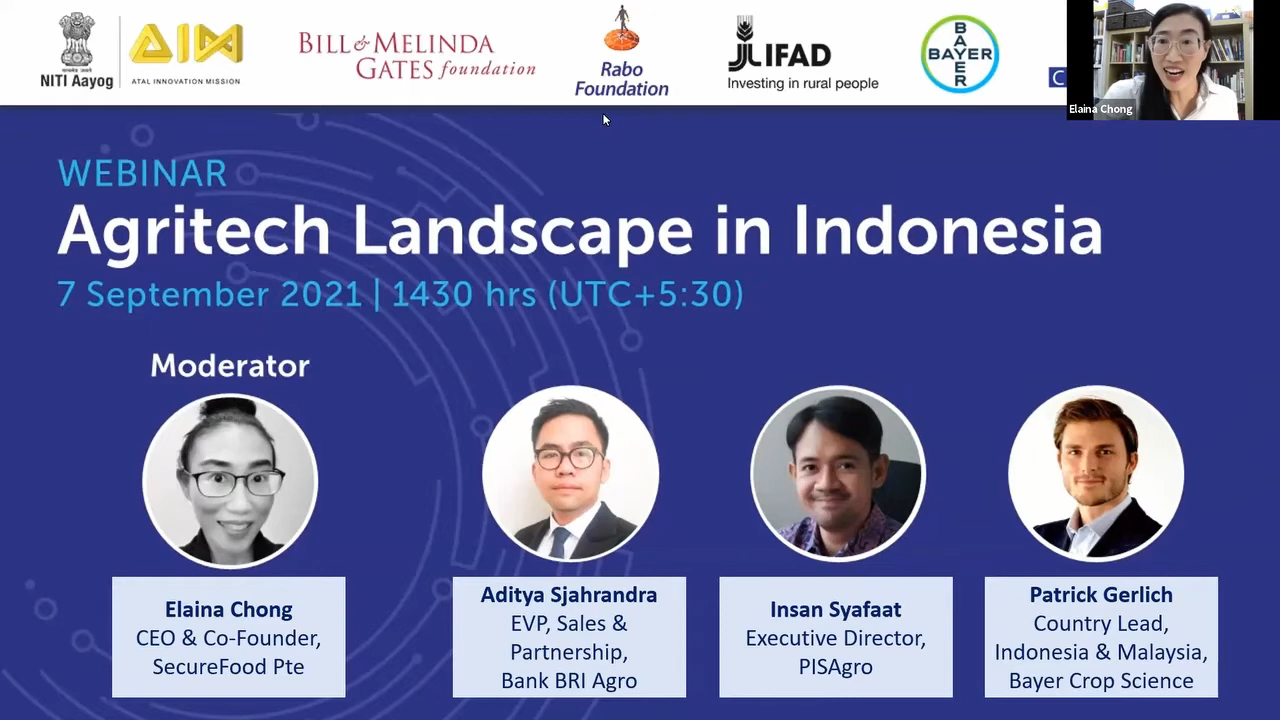 NITI Aayog
AIM
ATAL INNOVATION MISSION
BILL & MELINDA
GATES foundation
Rabo
Foundation
JLIFAD
Investing in rural people
BAYER
BAYER
C
Elaina Chong
WEBINAR
Agritech Landscape in Indonesia
7 September 2021 | 1430 hrs (UTC+5:30)
Moderator
Elaina Chong
CEO & Co-Founder,
SecureFood Pte
Aditya Sjahrandra
EVP, Sales &
Partnership,
Bank BRI Agro
Insan Syafaat
Executive Director,
PISAgro
Patrick Gerlich
Country Lead,
Indonesia & Malaysia,
Bayer Crop Science